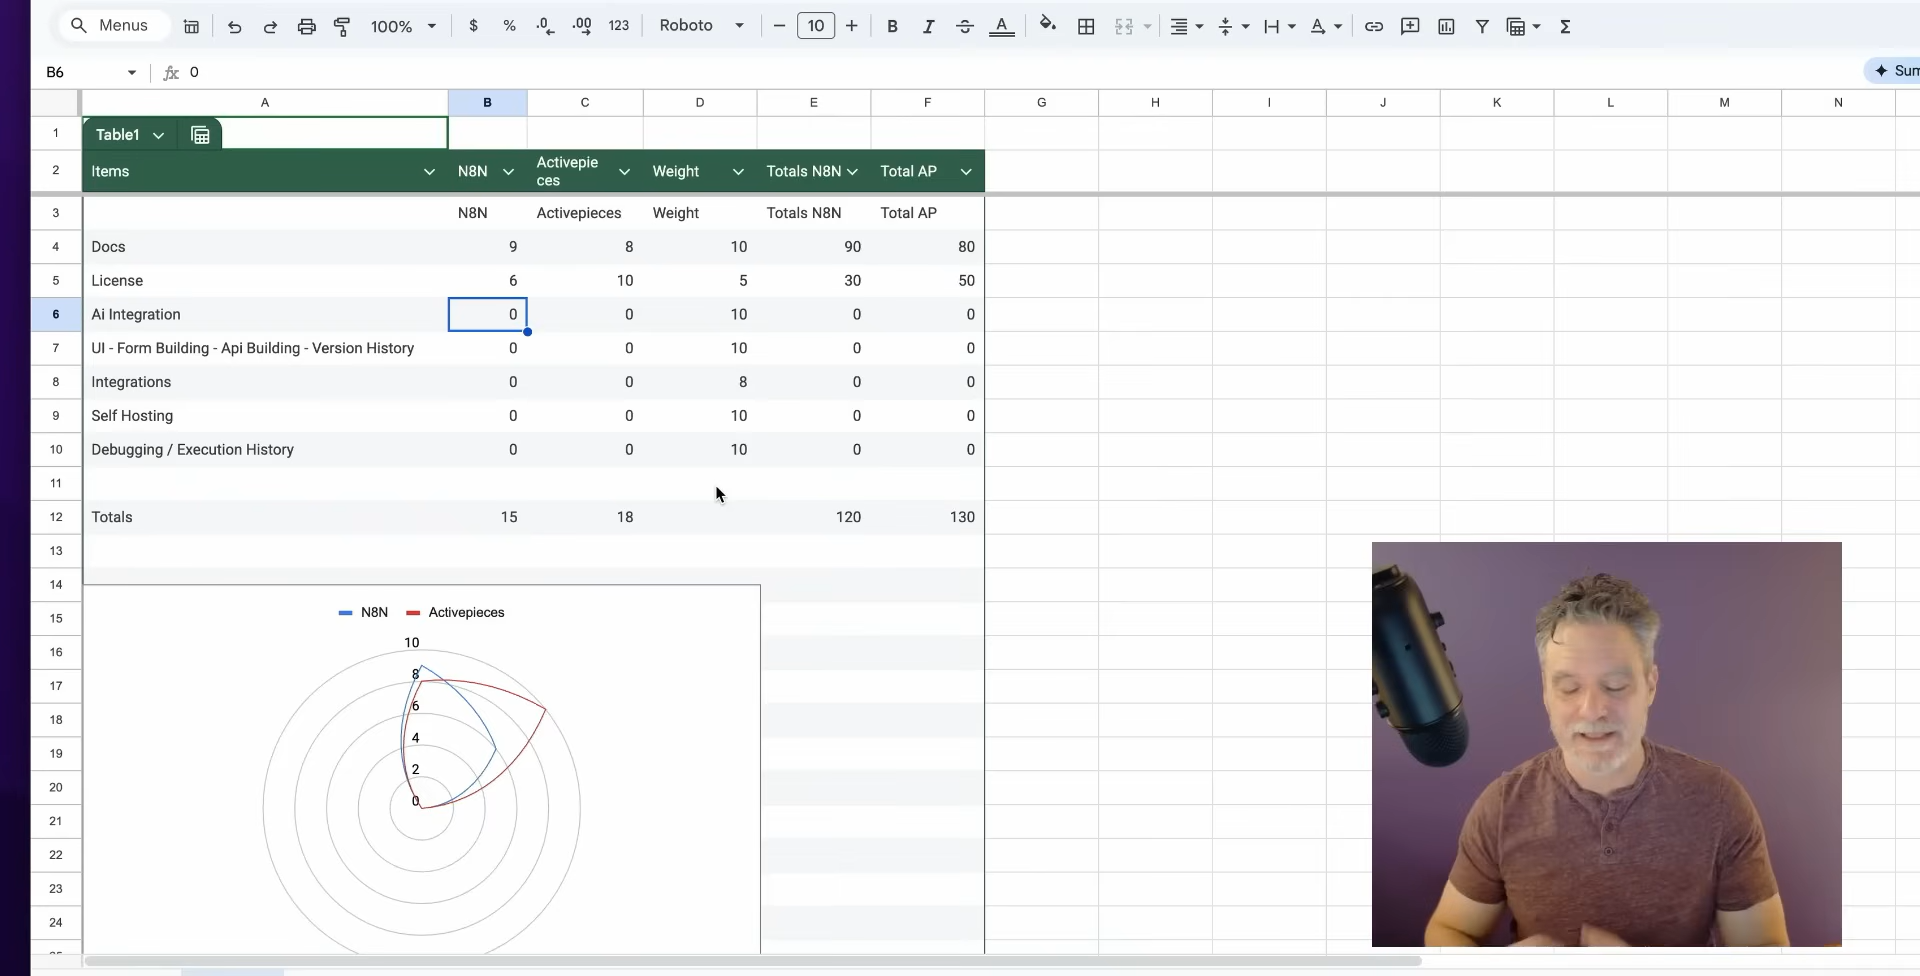 Menus 100% $ % .0 .00 123 Roboto 10 B I A Σ
B6 fx 0 Sum
A B C D E F G H I J K L M N
1 Table1
2 Items N8N Activepie
ces Weight Totals N8N Total AP
3 N8N Activepieces Weight Totals N8N Total AP
4 Docs 9 8 10 90 80
5 License 6 10 5 30 50
6 Ai Integration 0 0 10 0 0
7 UI - Form Building - Api Building - Version History 0 0 10 0 0
8 Integrations 0 0 8 0 0
9 Self Hosting 0 0 10 0 0
10 Debugging / Execution History 0 0 10 0 0
11
12 Totals 15 18 120 130
13
14
15
N8N Activepieces
16
10
17
8
18
6
19
4
20
2
21
0
22
23
24